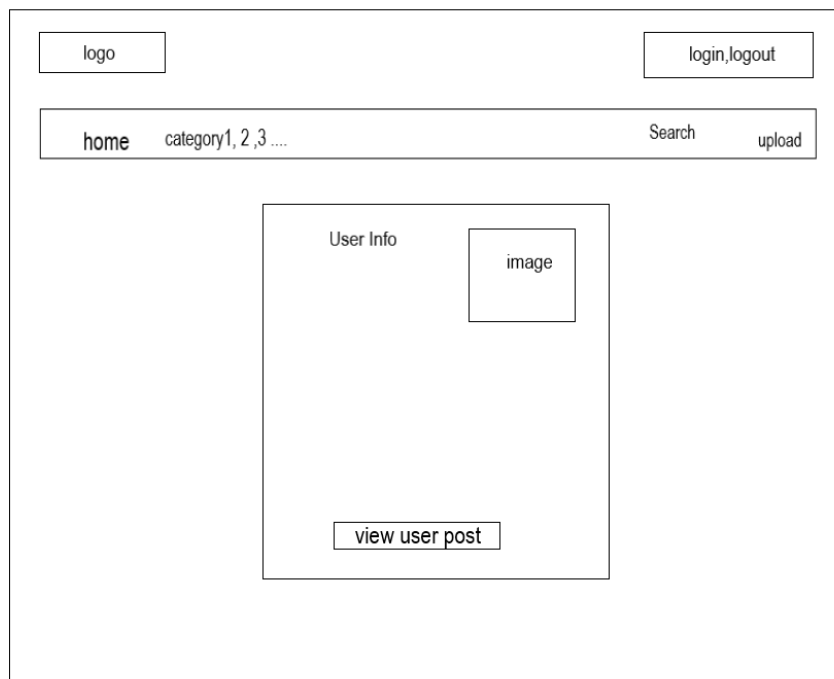 logo
login,logout
home category1, 2 ,3 .... Search upload
User Info
image
view user post